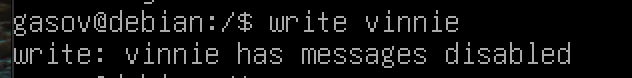 gasov@debian:/$ write vinnie
write: vinnie has messages disabled